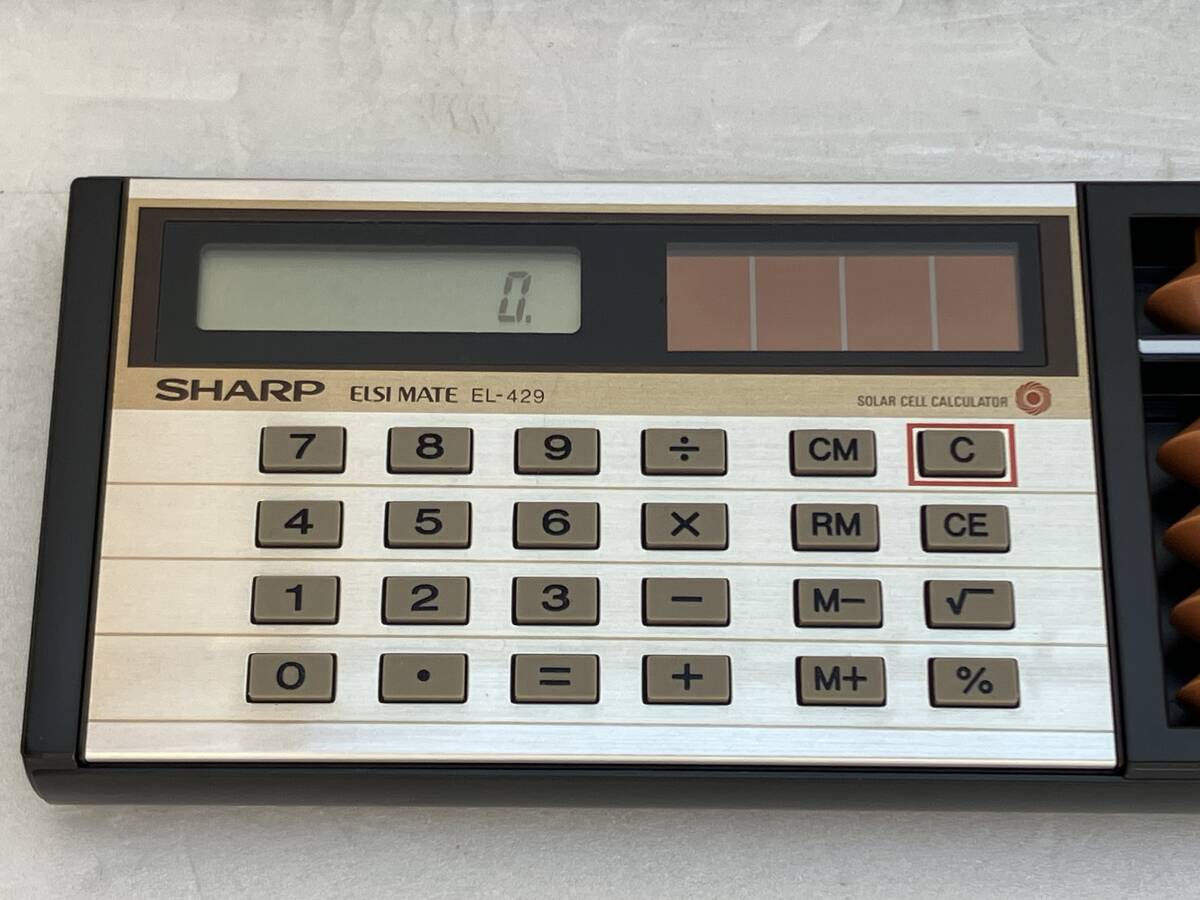 0.
SHARP ELSI MATE EL-429
SOLAR CELL CALCULATOR
7 8 9 ÷ CM C
4 5 6 × RM CE
1 2 3 − M− √
0 • = + M+ %